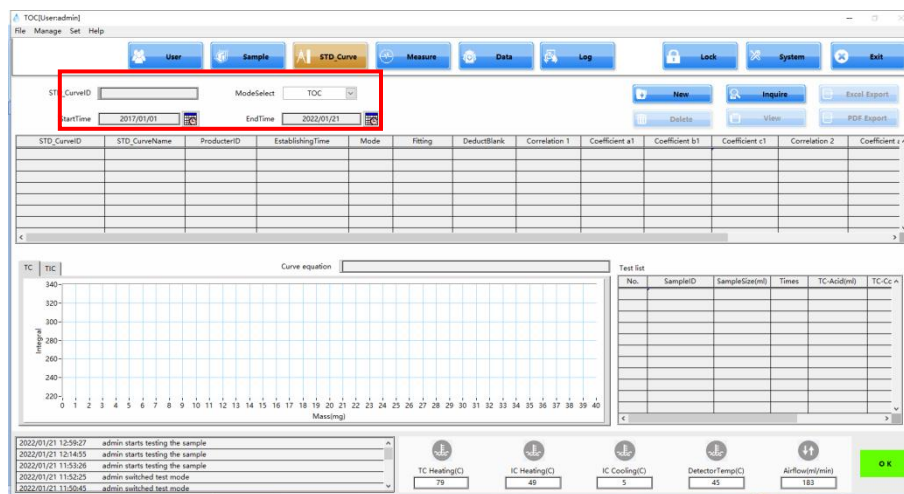 TOC[User:admin]
File Manage Set Help
User Sample STD_Curve Measure Data Log Lock System Exit
STD_CurveID ModeSelect TOC New Inquire Excel Export
StartTime 2017/01/01 EndTime 2022/01/21 Delete View PDF Export
STD_CurveID STD_CurveName ProducterID EstablishingTime Mode Fitting DeductBlank Correlation 1 Coefficient a1 Coefficient b1 Coefficient c1 Correlation 2 Coefficient
TC TIC Curve equation Test list
No. SampleID SampleSize(ml) Times TC-Acid(ml) TC-Cc
340
320
300
Integral
280
260
240
220
0 1 2 3 4 5 6 7 8 9 10 11 12 13 14 15 16 17 18 19 20 21 22 23 24 25 26 27 28 29 30 31 32 33 34 35 36 37 38 39 40
Mass(mg)
2022/01/21 12:59:27 admin starts testing the sample
2022/01/21 12:14:55 admin starts testing the sample
2022/01/21 11:53:26 admin starts testing the sample
2022/01/21 11:52:25 admin switched test mode
2022/01/21 11:50:45 admin switched test mode
TC Heating(C) IC Heating(C) IC Cooling(C) DetectorTemp(C) Airflow(ml/min)
79 49 5 45 183
OK